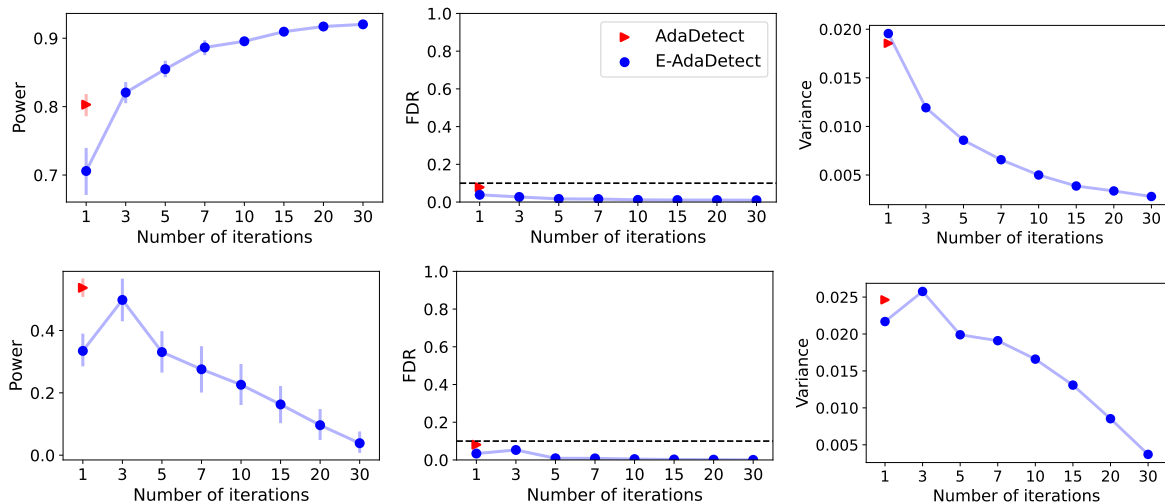 Power
0.9
0.8
0.7
1 3 5 7 10 15 20 30
Number of iterations
FDR
1.0
0.8
0.6
0.4
0.2
0.0
AdaDetect
E-AdaDetect
1 3 5 7 10 15 20 30
Number of iterations
Variance
0.020
0.015
0.010
0.005
1 3 5 7 10 15 20 30
Number of iterations
Power
0.4
0.2
0.0
1 3 5 7 10 15 20 30
Number of iterations
FDR
1.0
0.8
0.6
0.4
0.2
0.0
1 3 5 7 10 15 20 30
Number of iterations
Variance
0.025
0.020
0.015
0.010
0.005
1 3 5 7 10 15 20 30
Number of iterations